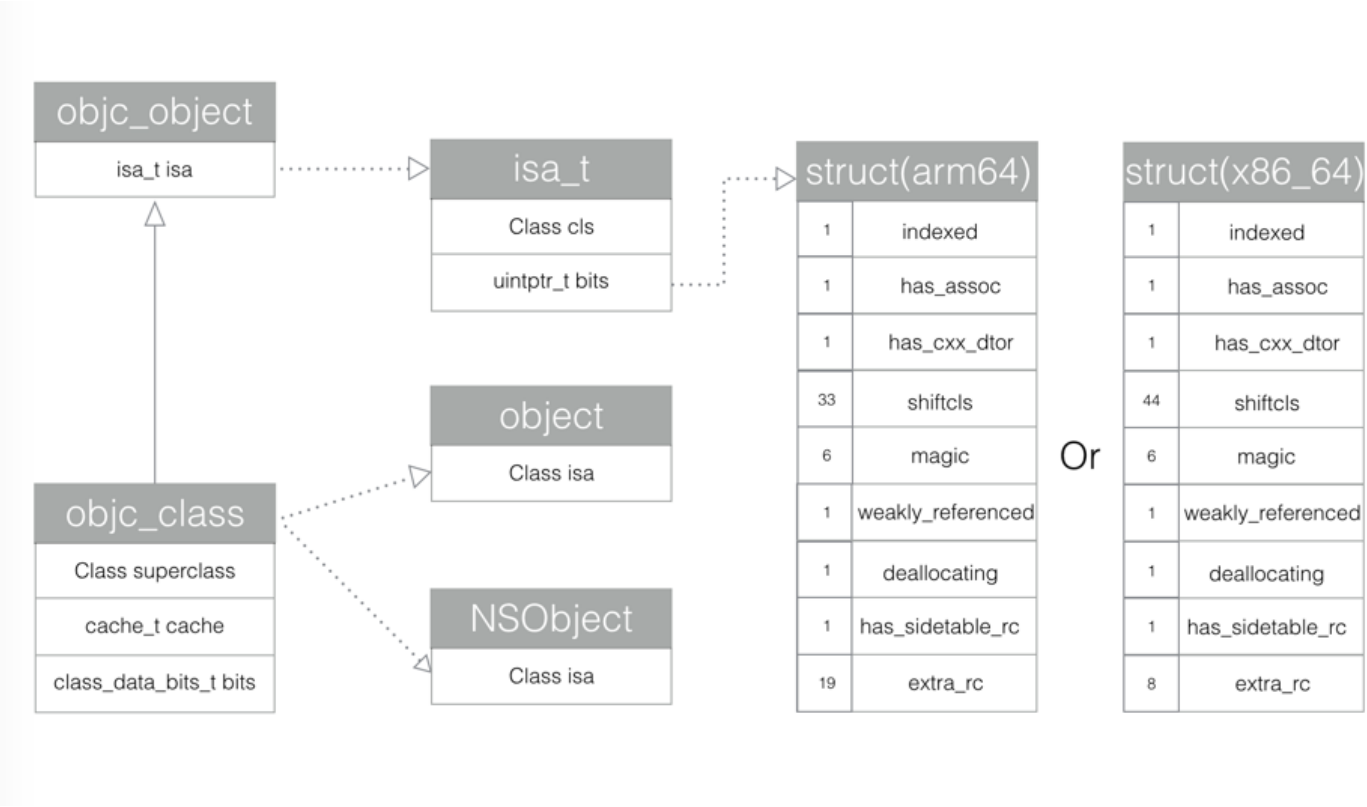 objc_object
isa_t isa
isa_t
Class cls
uintptr_t bits
object
Class isa
objc_class
Class superclass
cache_t cache
class_data_bits_t bits
NSObject
Class isa
struct(arm64)
1 indexed
1 has_assoc
1 has_cxx_dtor
33 shiftcls
6 magic
1 weakly_referenced
1 deallocating
1 has_sidetable_rc
19 extra_rc
Or
struct(x86_64)
1 indexed
1 has_assoc
1 has_cxx_dtor
44 shiftcls
6 magic
1 weakly_referenced
1 deallocating
1 has_sidetable_rc
8 extra_rc